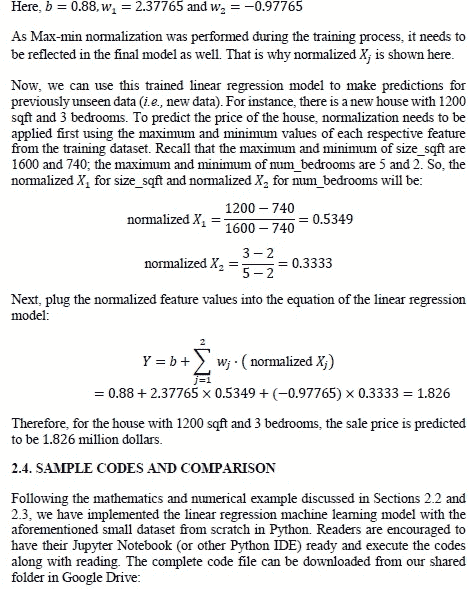 Here, b = 0.88, w₁ = 2.37765 and w₂ = −0.97765
As Max-min normalization was performed during the training process, it needs to
be reflected in the final model as well. That is why normalized Xⱼ is shown here.
Now, we can use this trained linear regression model to make predictions for
previously unseen data (i.e., new data). For instance, there is a new house with 1200
sqft and 3 bedrooms. To predict the price of the house, normalization needs to be
applied first using the maximum and minimum values of each respective feature
from the training dataset. Recall that the maximum and minimum of size_sqft are
1600 and 740; the maximum and minimum of num_bedrooms are 5 and 2. So, the
normalized X₁ for size_sqft and normalized X₂ for num_bedrooms will be:
normalized X₁ = (1200 − 740) / (1600 − 740) = 0.5349
normalized X₂ = (3 − 2) / (5 − 2) = 0.3333
Next, plug the normalized feature values into the equation of the linear regression
model:
Y = b + ∑_{j=1}^{2} wⱼ · ( normalized Xⱼ)
= 0.88 + 2.37765 × 0.5349 + (−0.97765) × 0.3333 = 1.826
Therefore, for the house with 1200 sqft and 3 bedrooms, the sale price is predicted
to be 1.826 million dollars.
2.4. SAMPLE CODES AND COMPARISON
Following the mathematics and numerical example discussed in Sections 2.2 and
2.3, we have implemented the linear regression machine learning model with the
aforementioned small dataset from scratch in Python. Readers are encouraged to
have their Jupyter Notebook (or other Python IDE) ready and execute the codes
along with reading. The complete code file can be downloaded from our shared
folder in Google Drive: